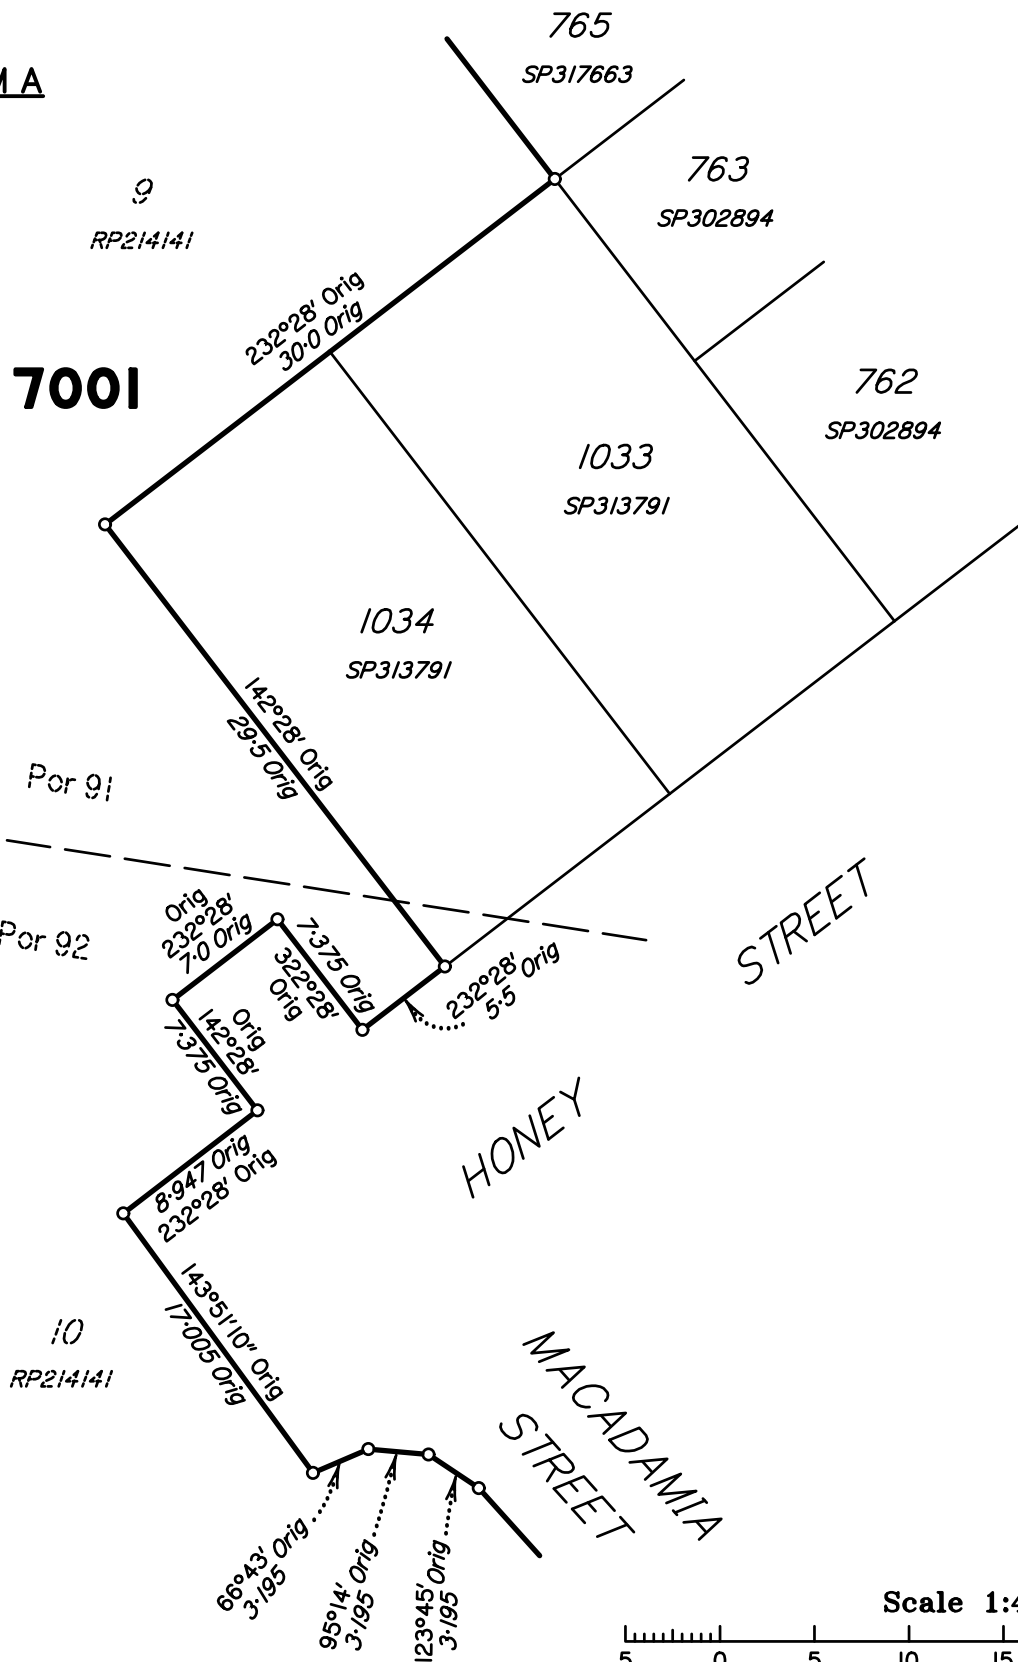 M A
765
SP317663
9
RP214141
763
SP302894
232°28' Orig
30·0 Orig
7001
762
SP302894
1033
SP313791
1034
SP313791
142°28' Orig
29·5 Orig
Por 91
Por 92
Orig
232°28'
7·0 Orig
7·375 Orig
322°28'
Orig
232°28' Orig
5·5
STREET
Orig
142°28'
7·375 Orig
HONEY
8·947 Orig
232°28' Orig
143°51'10" Orig
17·005 Orig
10
RP214141
MACADAMIA
STREET
66°43' Orig
3·195
95°14' Orig
3·195
123°45' Orig
3·195
Scale 1:4
5 0 5 10 15